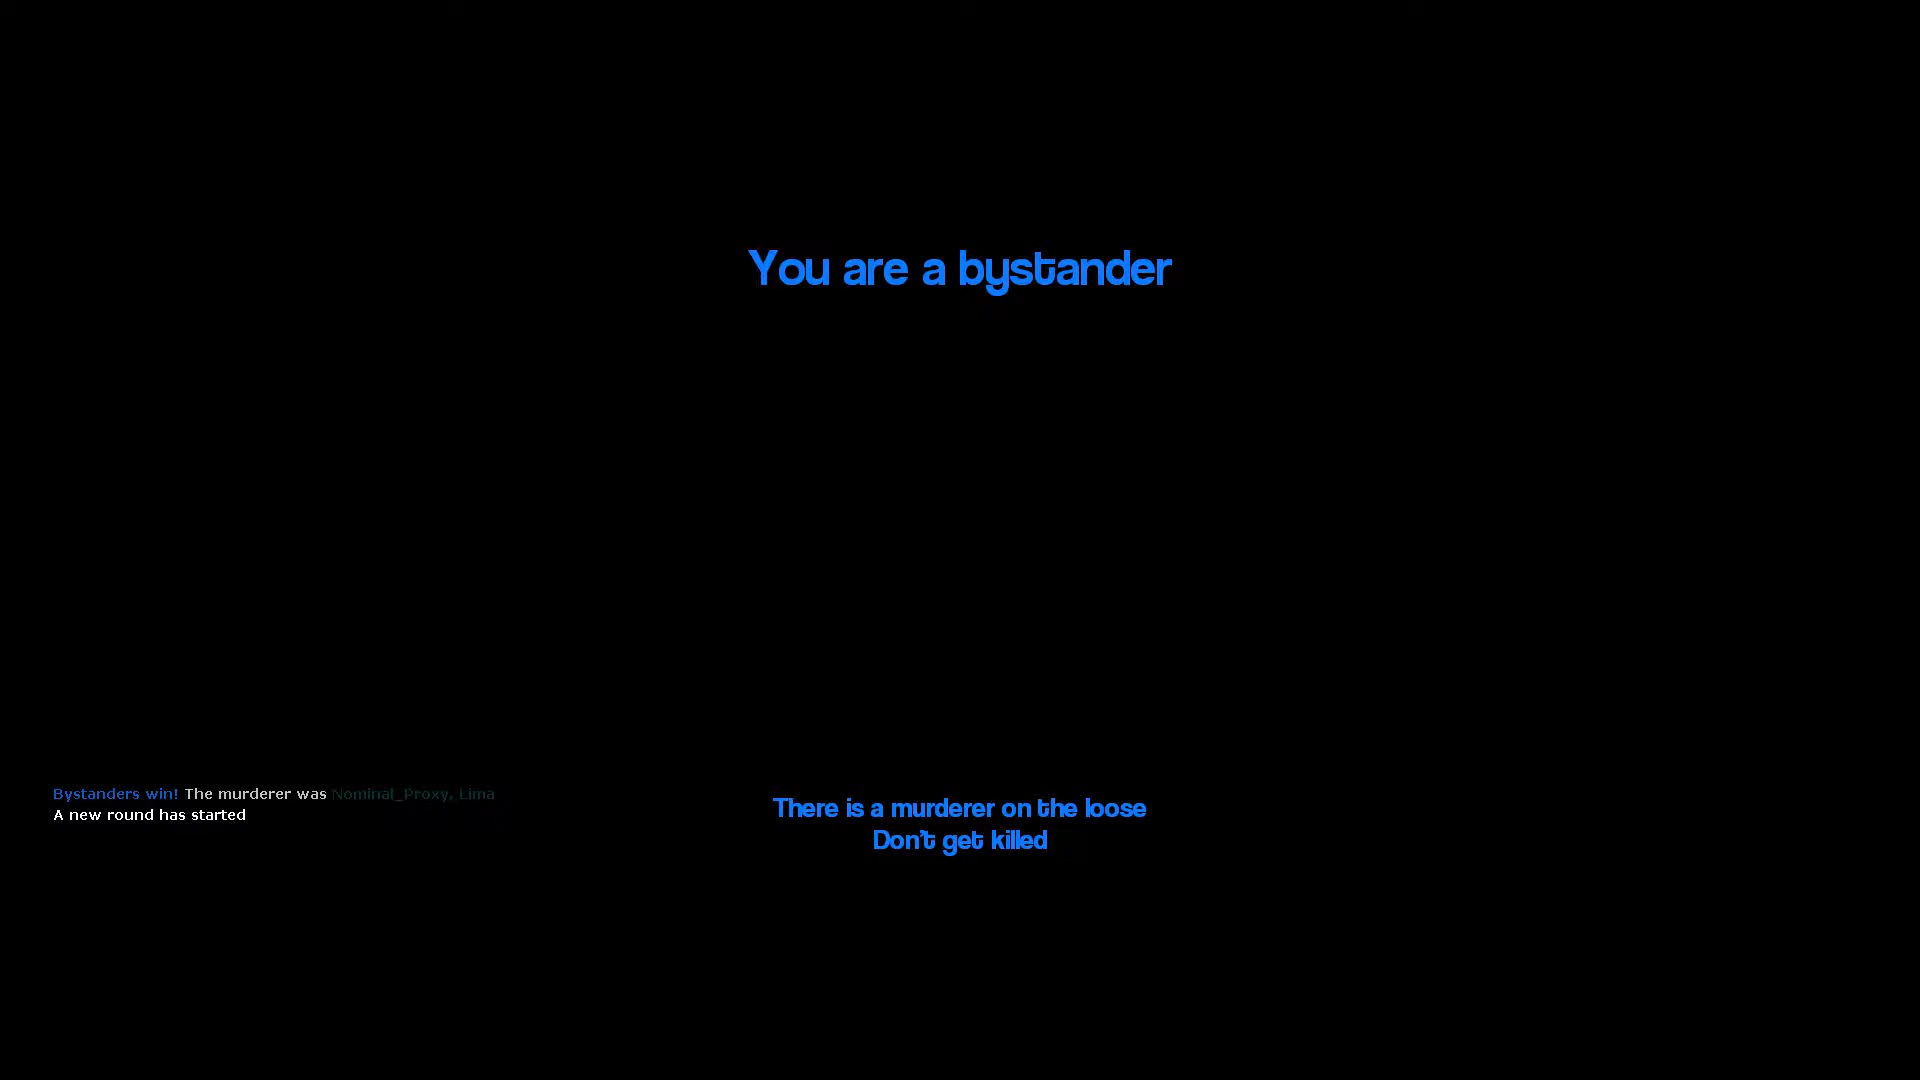 You are a bystander
Bystanders win! The murderer was Nominal_Proxy, Lima
A new round has started
There is a murderer on the loose
Don't get killed